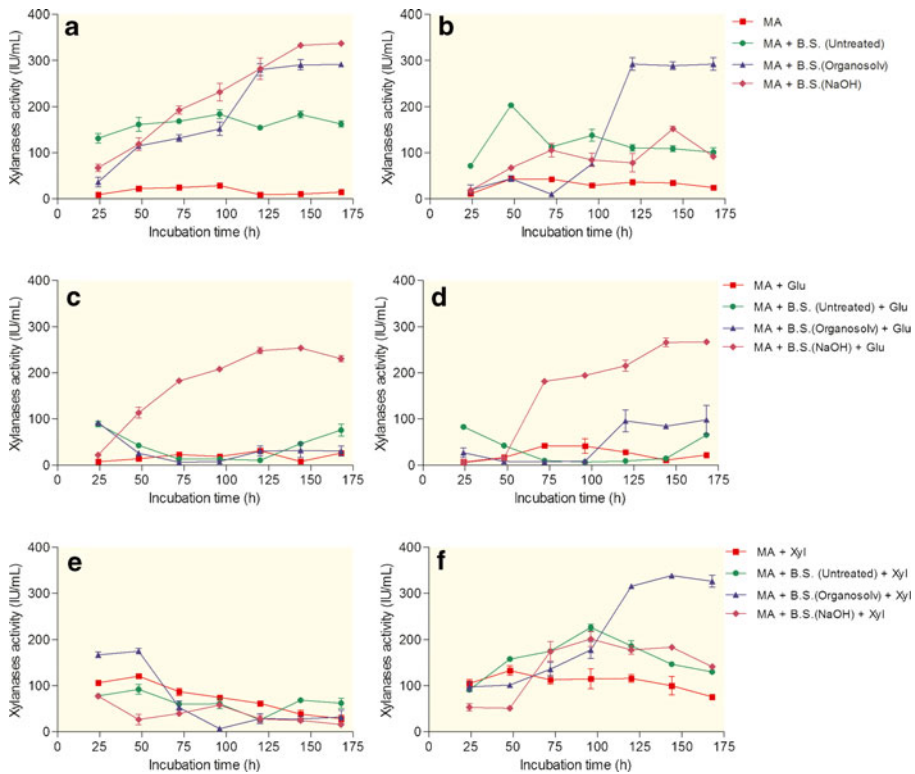 a
Xylanases activity (IU/mL)
400
300
200
100
0
0 25 50 75 100 125 150 175
Incubation time (h)
b
Xylanases activity (IU/mL)
400
300
200
100
0
0 25 50 75 100 125 150 175
Incubation time (h)
MA
MA + B.S. (Untreated)
MA + B.S.(Organosolv)
MA + B.S.(NaOH)
c
Xylanases activity (IU/mL)
400
300
200
100
0
0 25 50 75 100 125 150 175
Incubation time (h)
d
Xylanases activity (IU/mL)
400
300
200
100
0
0 25 50 75 100 125 150 175
Incubation time (h)
MA + Glu
MA + B.S. (Untreated) + Glu
MA + B.S.(Organosolv) + Glu
MA + B.S.(NaOH) + Glu
e
Xylanases activity (IU/mL)
400
300
200
100
0
0 25 50 75 100 125 150 175
Incubation time (h)
f
Xylanases activity (IU/mL)
400
300
200
100
0
0 25 50 75 100 125 150 175
Incubation time (h)
MA + Xyl
MA + B.S. (Untreated) + Xyl
MA + B.S.(Organosolv) + Xyl
MA + B.S.(NaOH) + Xyl